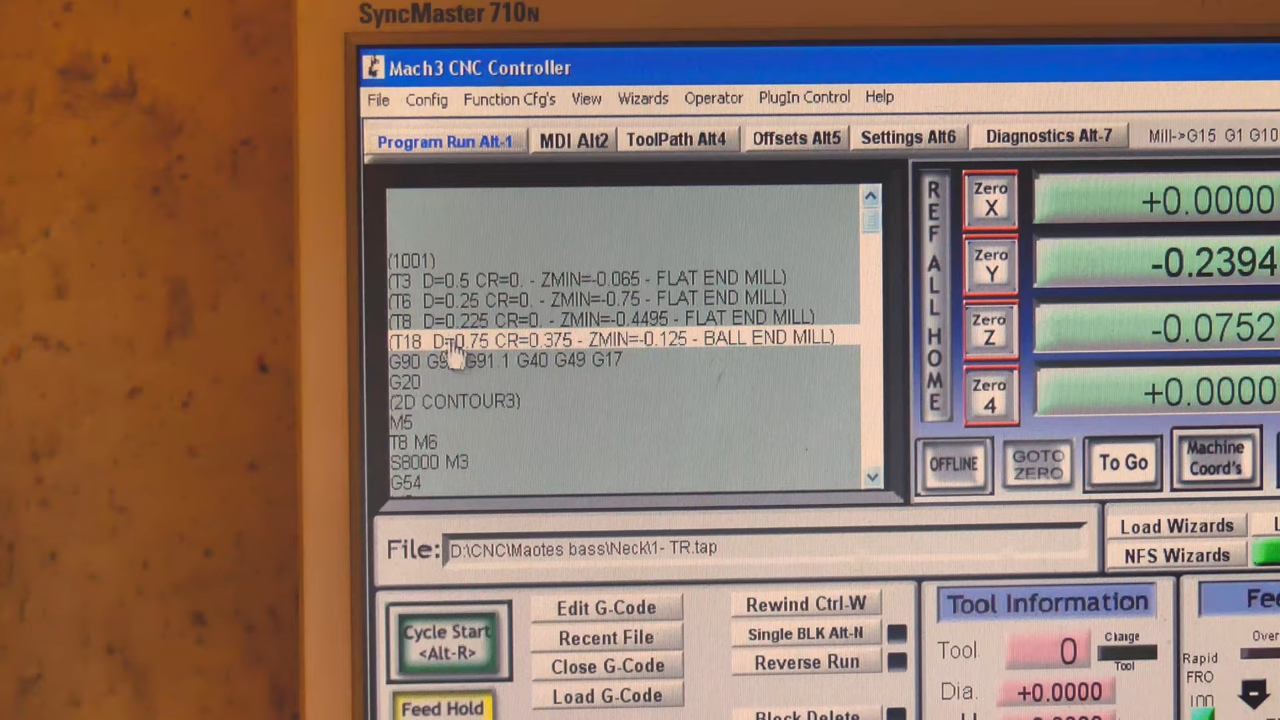 SyncMaster 710N
Mach3 CNC Controller
File Config Function Cfg's View Wizards Operator PlugIn Control Help
Program Run Alt-1 MDI Alt2 ToolPath Alt4 Offsets Alt5 Settings Alt6 Diagnostics Alt-7 Mill->G15 G1 G10
(1001)
(T3 D=0.5 CR=0. - ZMIN=-0.065 - FLAT END MILL)
(T6 D=0.25 CR=0. - ZMIN=-0.75 - FLAT END MILL)
(T8 D=0.225 CR=0. - ZMIN=-0.4495 - FLAT END MILL)
(T18 D=0.75 CR=0.375 - ZMIN=-0.125 - BALL END MILL)
G90 G91.1 G40 G49 G17
G20
(2D CONTOUR3)
M5
T8 M6
S8000 M3
G54
REF ALL HOME
Zero X +0.0000
Zero Y -0.2394
Zero Z -0.0752
Zero 4 +0.0000
OFFLINE GOTO ZERO To Go Machine Coord's
File: D:\CNC\Maotes bass\Neck\1- TR.tap
Load Wizards
NFS Wizards
Cycle Start <Alt-R>
Feed Hold
Edit G-Code
Recent File
Close G-Code
Load G-Code
Rewind Ctrl-W
Single BLK Alt-N
Reverse Run
Block Delete
Tool Information
Tool 0 Change Tool
Dia. +0.0000
H
Fee
Over
Rapid
FRO
100